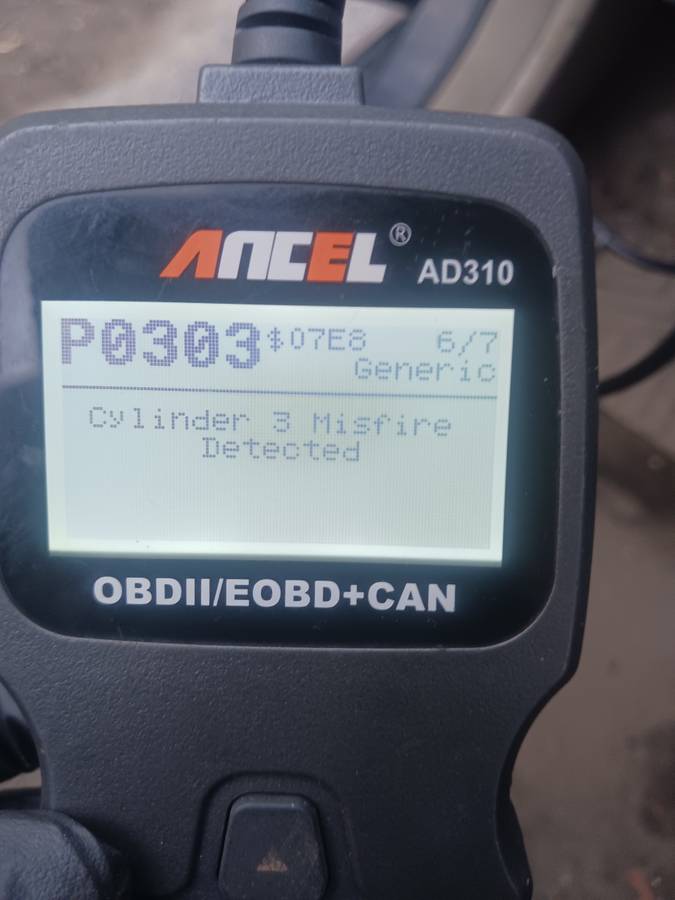 ANCEL®
AD310
P0303 $07E8 6/7
Generic
Cylinder 3 Misfire
Detected
OBDII/EOBD+CAN